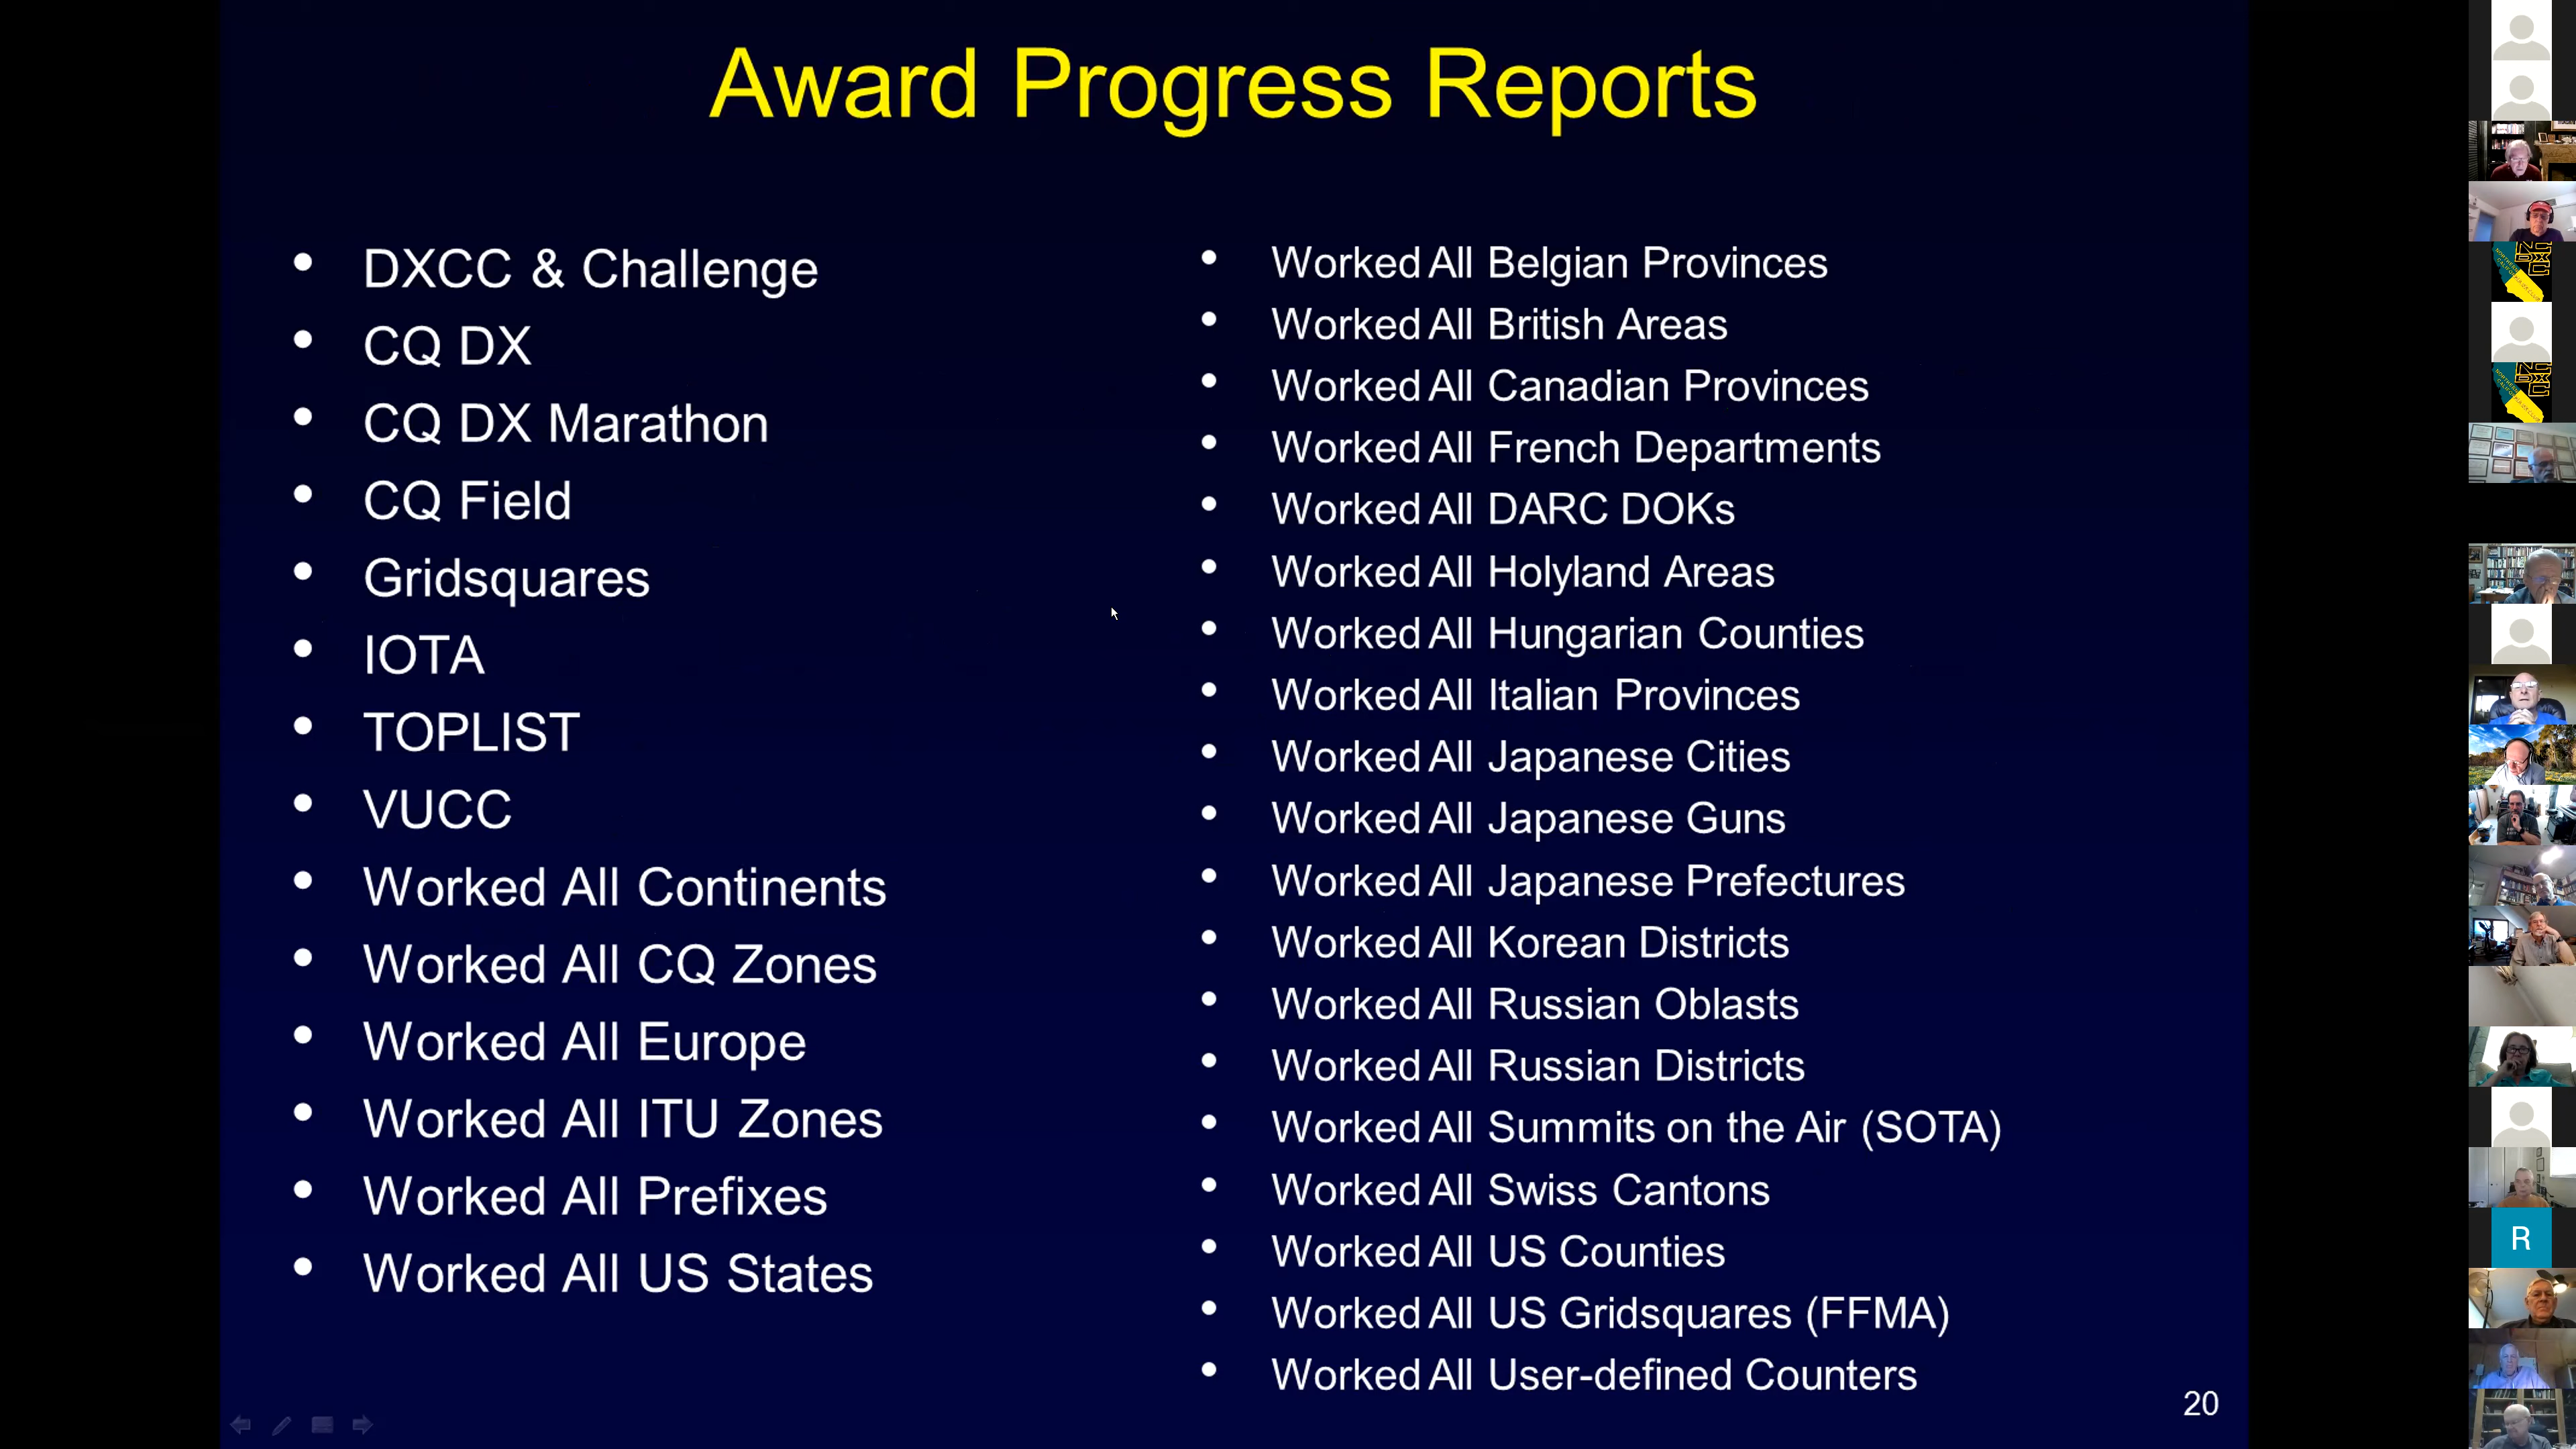 Award Progress Reports
• DXCC & Challenge
• CQ DX
• CQ DX Marathon
• CQ Field
• Gridsquares
• IOTA
• TOPLIST
• VUCC
• Worked All Continents
• Worked All CQ Zones
• Worked All Europe
• Worked All ITU Zones
• Worked All Prefixes
• Worked All US States
• Worked All Belgian Provinces
• Worked All British Areas
• Worked All Canadian Provinces
• Worked All French Departments
• Worked All DARC DOKs
• Worked All Holyland Areas
• Worked All Hungarian Counties
• Worked All Italian Provinces
• Worked All Japanese Cities
• Worked All Japanese Guns
• Worked All Japanese Prefectures
• Worked All Korean Districts
• Worked All Russian Oblasts
• Worked All Russian Districts
• Worked All Summits on the Air (SOTA)
• Worked All Swiss Cantons
• Worked All US Counties
• Worked All US Gridsquares (FFMA)
• Worked All User-defined Counters
20
R